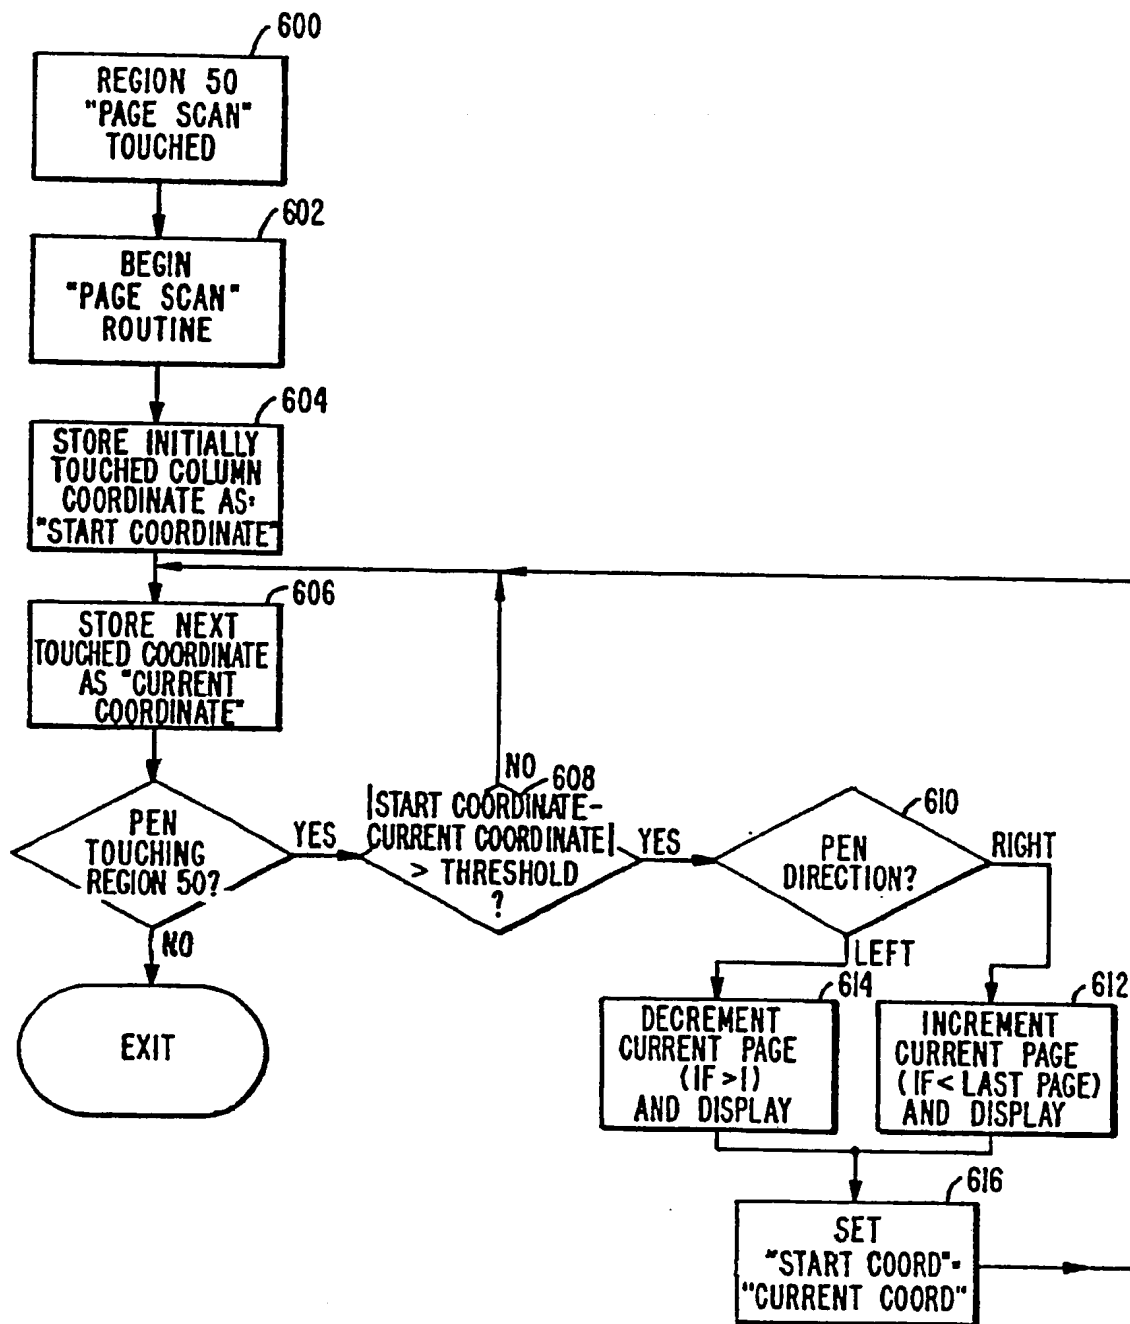 600
REGION 50
"PAGE SCAN"
TOUCHED
602
BEGIN
"PAGE SCAN"
ROUTINE
604
STORE INITIALLY
TOUCHED COLUMN
COORDINATE AS:
"START COORDINATE"
606
STORE NEXT
TOUCHED COORDINATE
AS "CURRENT
COORDINATE"
PEN
TOUCHING
REGION 50?
YES
NO
EXIT
NO
608
|START COORDINATE-
CURRENT COORDINATE|
> THRESHOLD
?
YES
610
PEN
DIRECTION?
RIGHT
LEFT
614
DECREMENT
CURRENT PAGE
(IF >1)
AND DISPLAY
612
INCREMENT
CURRENT PAGE
(IF < LAST PAGE)
AND DISPLAY
616
SET
"START COORD"=
"CURRENT COORD"